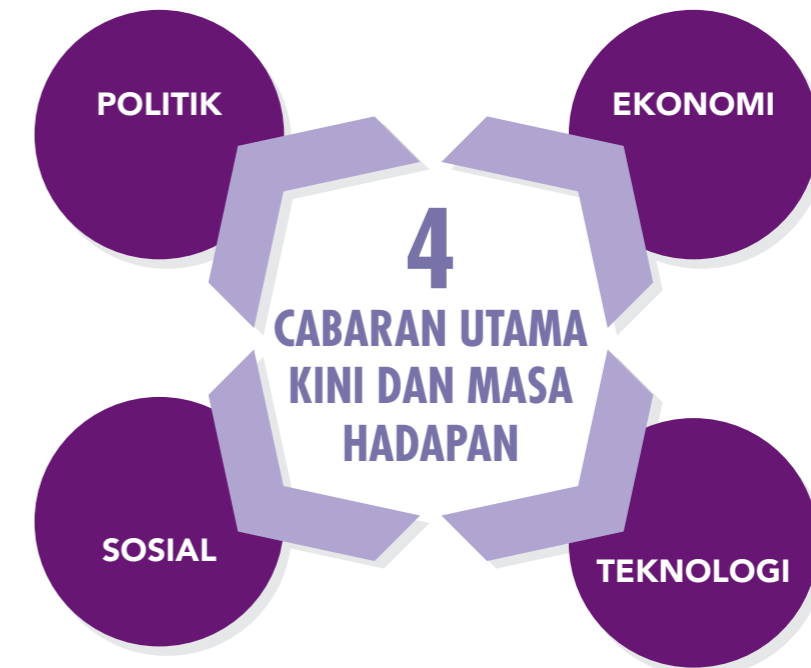 POLITIK
EKONOMI
4
CABARAN UTAMA
KINI DAN MASA
HADAPAN
SOSIAL
TEKNOLOGI